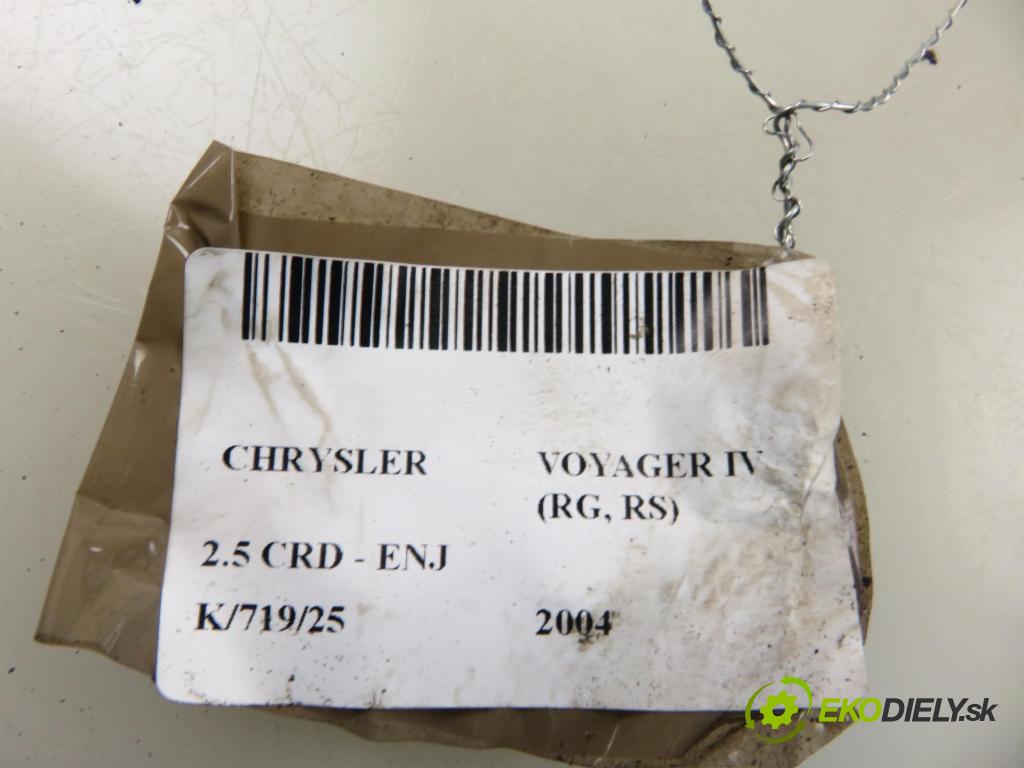 CHRYSLER VOYAGER IV
(RG, RS)
2.5 CRD - ENJ
K/719/25 2004
EKODIELY.sk